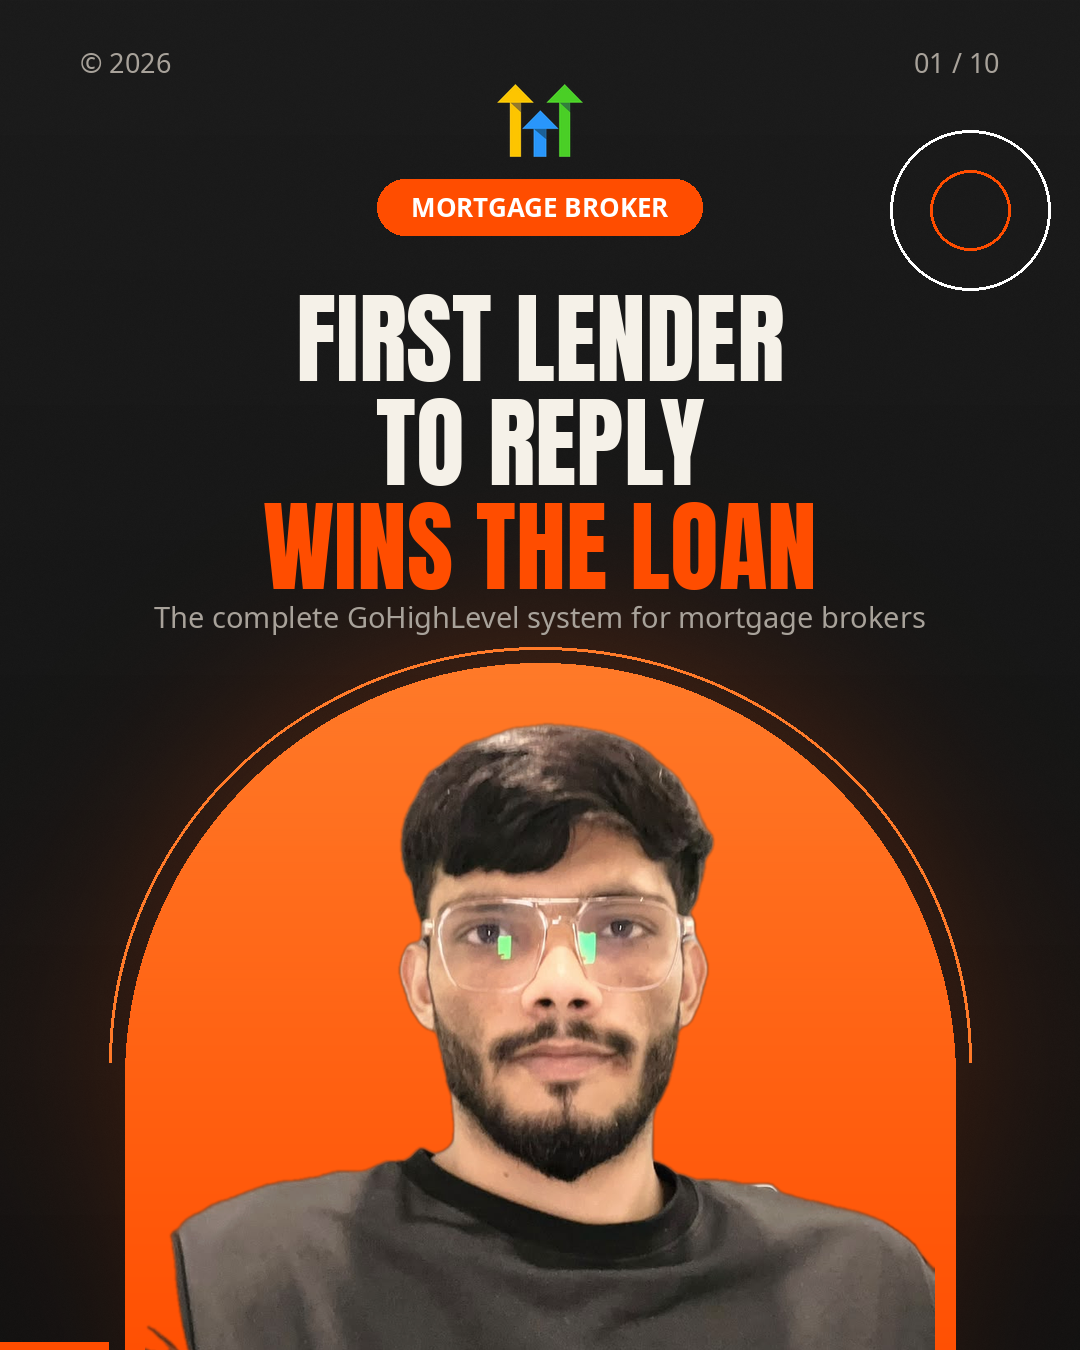 © 2026
01 / 10
MORTGAGE BROKER
FIRST LENDER
TO REPLY
WINS THE LOAN
The complete GoHighLevel system for mortgage brokers